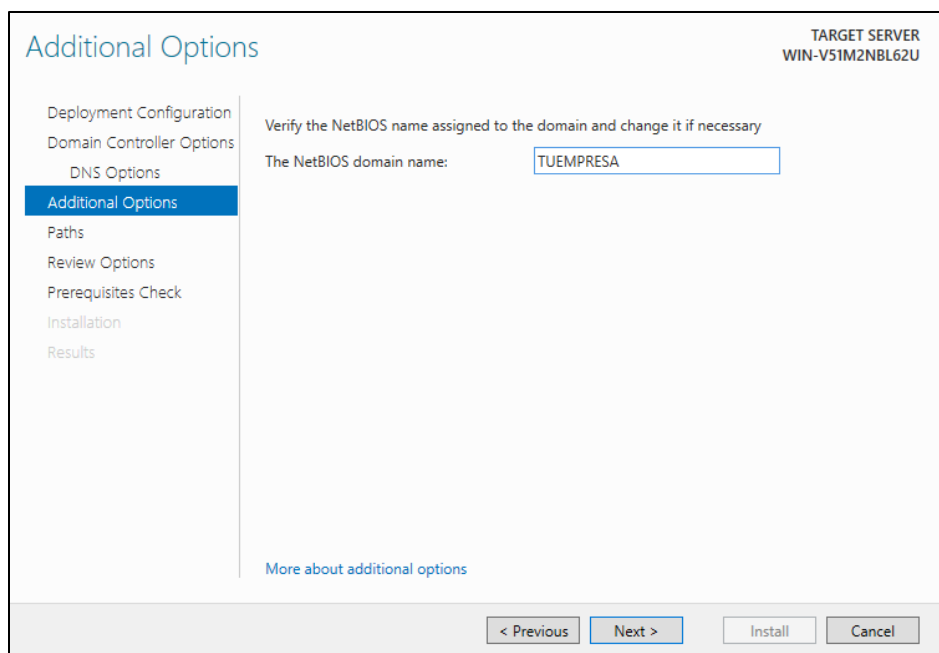 Additional Options
TARGET SERVER
WIN-V51M2NBL62U
Deployment Configuration
Domain Controller Options
DNS Options
Additional Options
Paths
Review Options
Prerequisites Check
Installation
Results
Verify the NetBIOS name assigned to the domain and change it if necessary
The NetBIOS domain name: TUEMPRESA
More about additional options
< Previous Next > Install Cancel